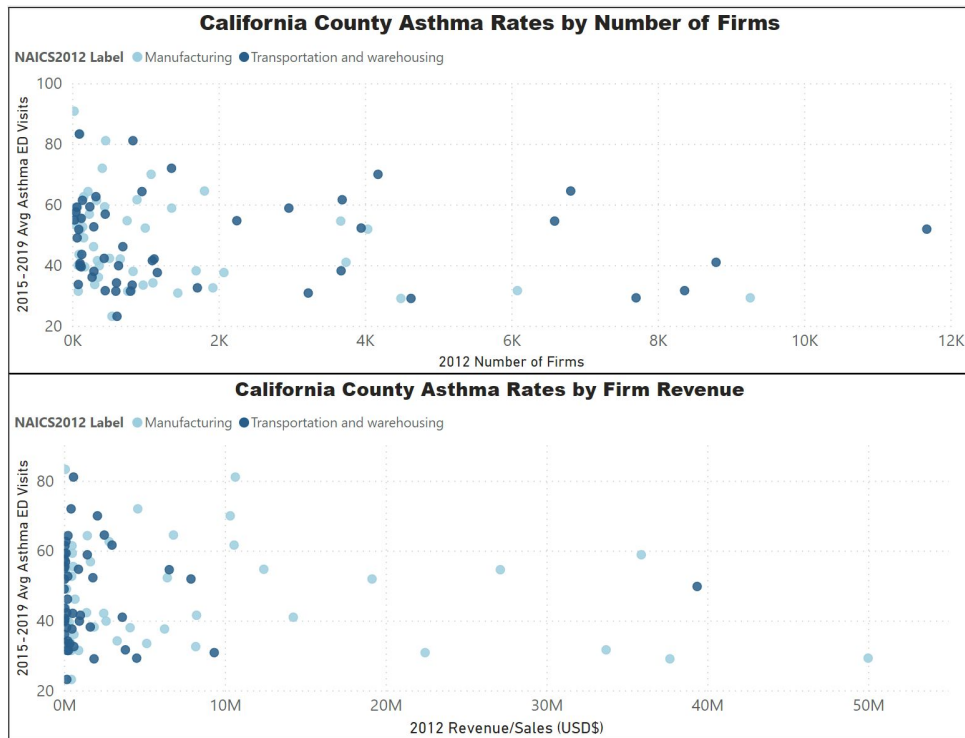 California County Asthma Rates by Number of Firms
NAICS2012 Label Manufacturing Transportation and warehousing
2015-2019 Avg Asthma ED Visits
100
80
60
40
20
0K 2K 4K 6K 8K 10K 12K
2012 Number of Firms
California County Asthma Rates by Firm Revenue
NAICS2012 Label Manufacturing Transportation and warehousing
2015-2019 Avg Asthma ED Visits
80
60
40
20
0M 10M 20M 30M 40M 50M
2012 Revenue/Sales (USD$)